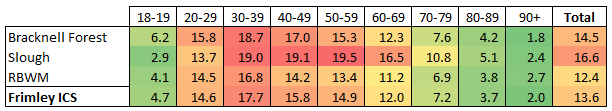 18-19 20-29 30-39 40-49 50-59 60-69 70-79 80-89 90+ Total
Bracknell Forest 6.2 15.8 18.7 17.0 15.3 12.3 7.6 4.2 1.8 14.5
Slough 2.9 13.7 19.0 19.1 19.5 16.5 10.8 5.1 2.4 16.6
RBWM 4.1 14.5 16.8 14.2 13.4 11.2 6.9 3.8 2.7 12.4
Frimley ICS 4.7 14.6 17.7 15.8 14.9 12.0 7.2 3.7 2.0 13.6